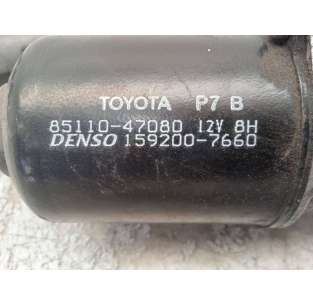 TOYOTA P7 B
85110-47080 12V 8H
DENSO 159200-7660